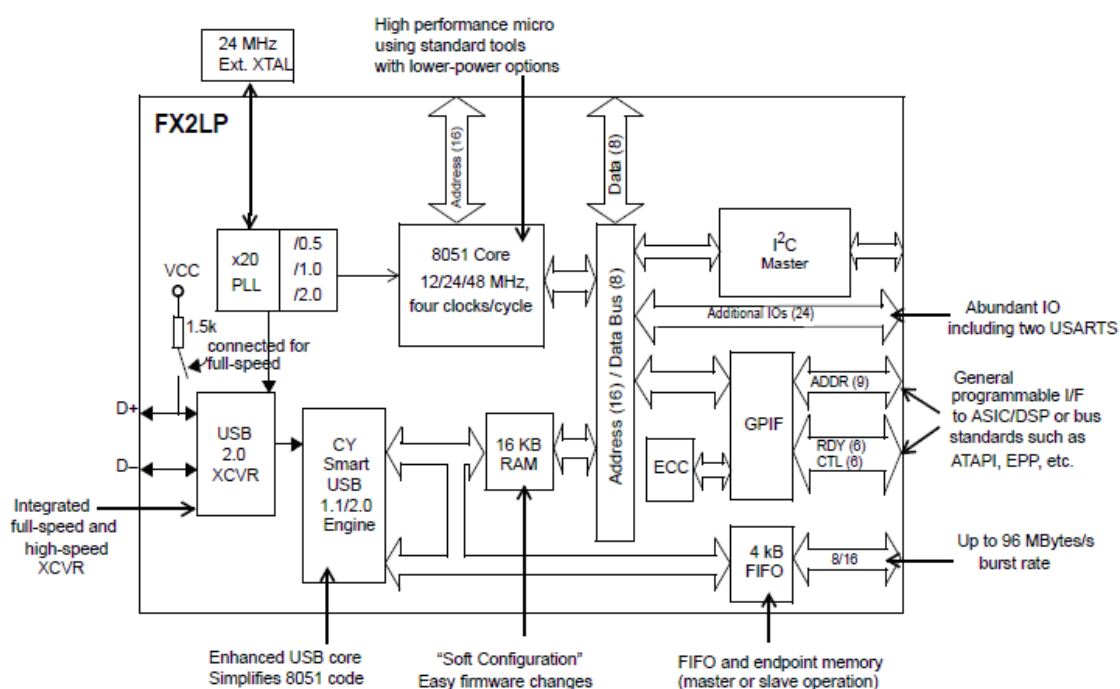 High performance micro
using standard tools
with lower-power options
24 MHz
Ext. XTAL
FX2LP
Address (16)
Data (8)
x20
PLL
/0.5
/1.0
/2.0
8051 Core
12/24/48 MHz,
four clocks/cycle
I²C
Master
VCC
1.5k
connected for
full-speed
Address (16) / Data Bus (8)
Additional IOs (24)
Abundant IO
including two USARTS
ADDR (9)
GPIF
RDY (6)
CTL (6)
General
programmable I/F
to ASIC/DSP or bus
standards such as
ATAPI, EPP, etc.
D+
D–
USB
2.0
XCVR
CY
Smart
USB
1.1/2.0
Engine
16 KB
RAM
ECC
Integrated
full-speed and
high-speed
XCVR
4 kB
FIFO
8/16
Up to 96 MBytes/s
burst rate
Enhanced USB core
Simplifies 8051 code
“Soft Configuration”
Easy firmware changes
FIFO and endpoint memory
(master or slave operation)